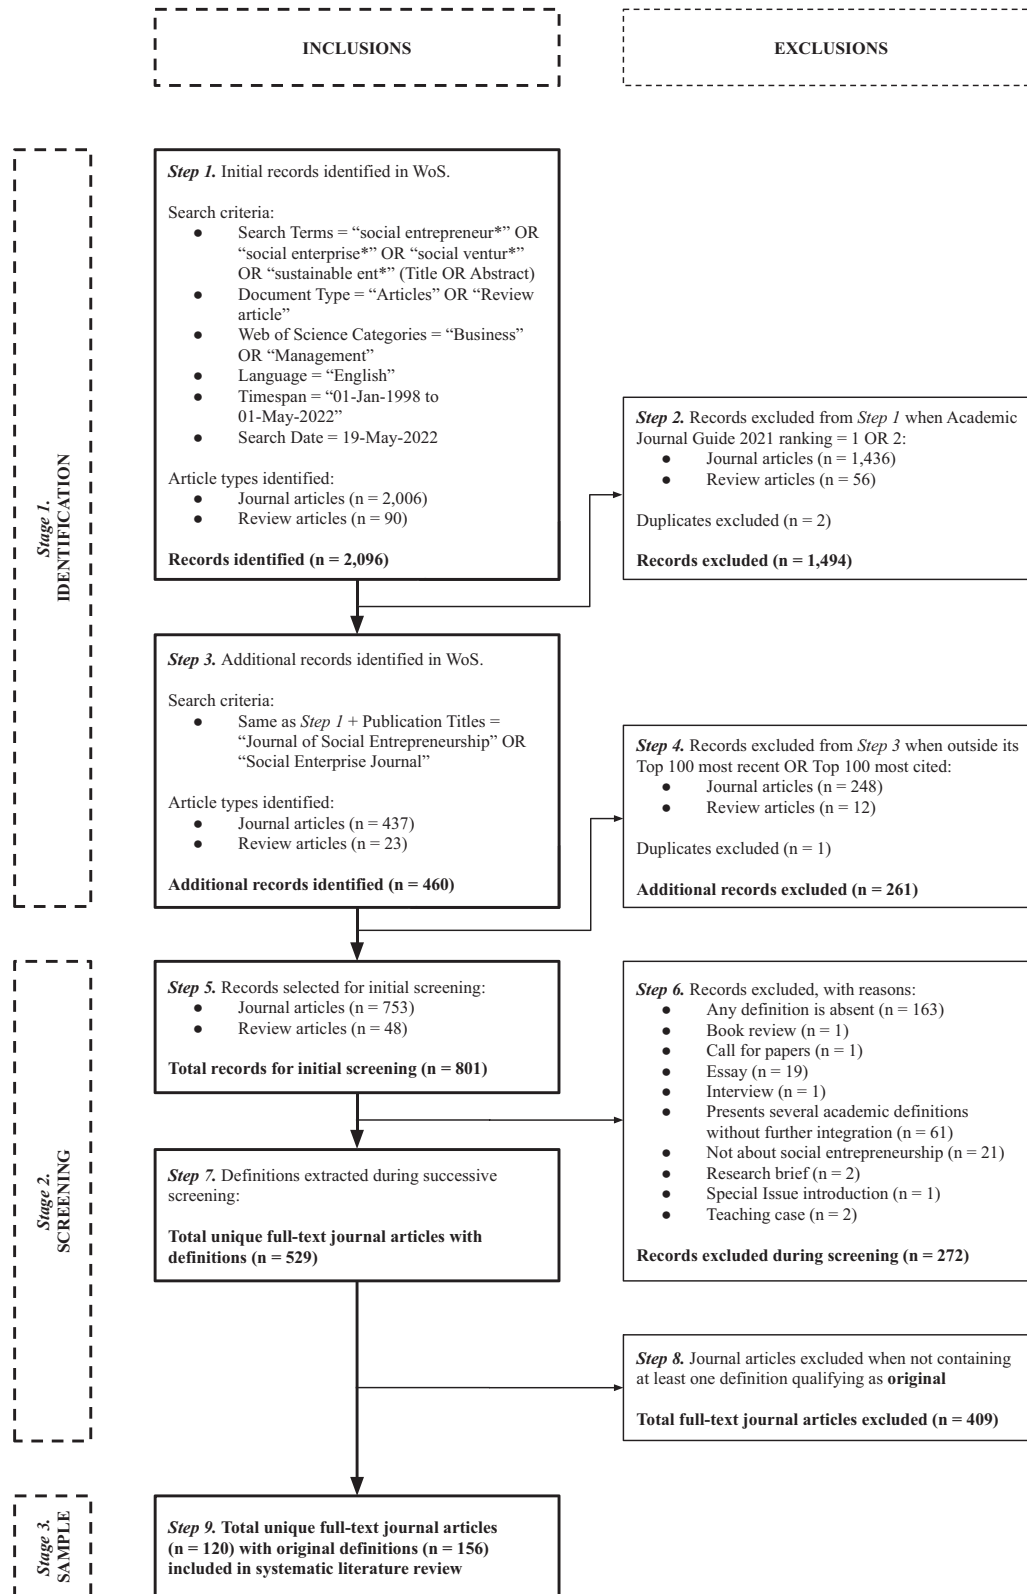 INCLUSIONS
EXCLUSIONS
Stage 1.
IDENTIFICATION
Step 1. Initial records identified in WoS.
Search criteria:
● Search Terms = “social entrepreneur*” OR
“social enterprise*” OR “social ventur*”
OR “sustainable ent*” (Title OR Abstract)
● Document Type = “Articles” OR “Review
article”
● Web of Science Categories = “Business”
OR “Management”
● Language = “English”
● Timespan = “01-Jan-1998 to
01-May-2022”
● Search Date = 19-May-2022
Article types identified:
● Journal articles (n = 2,006)
● Review articles (n = 90)
Records identified (n = 2,096)
Step 2. Records excluded from Step 1 when Academic
Journal Guide 2021 ranking = 1 OR 2:
● Journal articles (n = 1,436)
● Review articles (n = 56)
Duplicates excluded (n = 2)
Records excluded (n = 1,494)
Step 3. Additional records identified in WoS.
Search criteria:
● Same as Step 1 + Publication Titles =
“Journal of Social Entrepreneurship” OR
“Social Enterprise Journal”
Article types identified:
● Journal articles (n = 437)
● Review articles (n = 23)
Additional records identified (n = 460)
Step 4. Records excluded from Step 3 when outside its
Top 100 most recent OR Top 100 most cited:
● Journal articles (n = 248)
● Review articles (n = 12)
Duplicates excluded (n = 1)
Additional records excluded (n = 261)
Stage 2.
SCREENING
Step 5. Records selected for initial screening:
● Journal articles (n = 753)
● Review articles (n = 48)
Total records for initial screening (n = 801)
Step 6. Records excluded, with reasons:
● Any definition is absent (n = 163)
● Book review (n = 1)
● Call for papers (n = 1)
● Essay (n = 19)
● Interview (n = 1)
● Presents several academic definitions
without further integration (n = 61)
● Not about social entrepreneurship (n = 21)
● Research brief (n = 2)
● Special Issue introduction (n = 1)
● Teaching case (n = 2)
Records excluded during screening (n = 272)
Step 7. Definitions extracted during successive
screening:
Total unique full-text journal articles with
definitions (n = 529)
Step 8. Journal articles excluded when not containing
at least one definition qualifying as original
Total full-text journal articles excluded (n = 409)
Stage 3.
SAMPLE
Step 9. Total unique full-text journal articles
(n = 120) with original definitions (n = 156)
included in systematic literature review